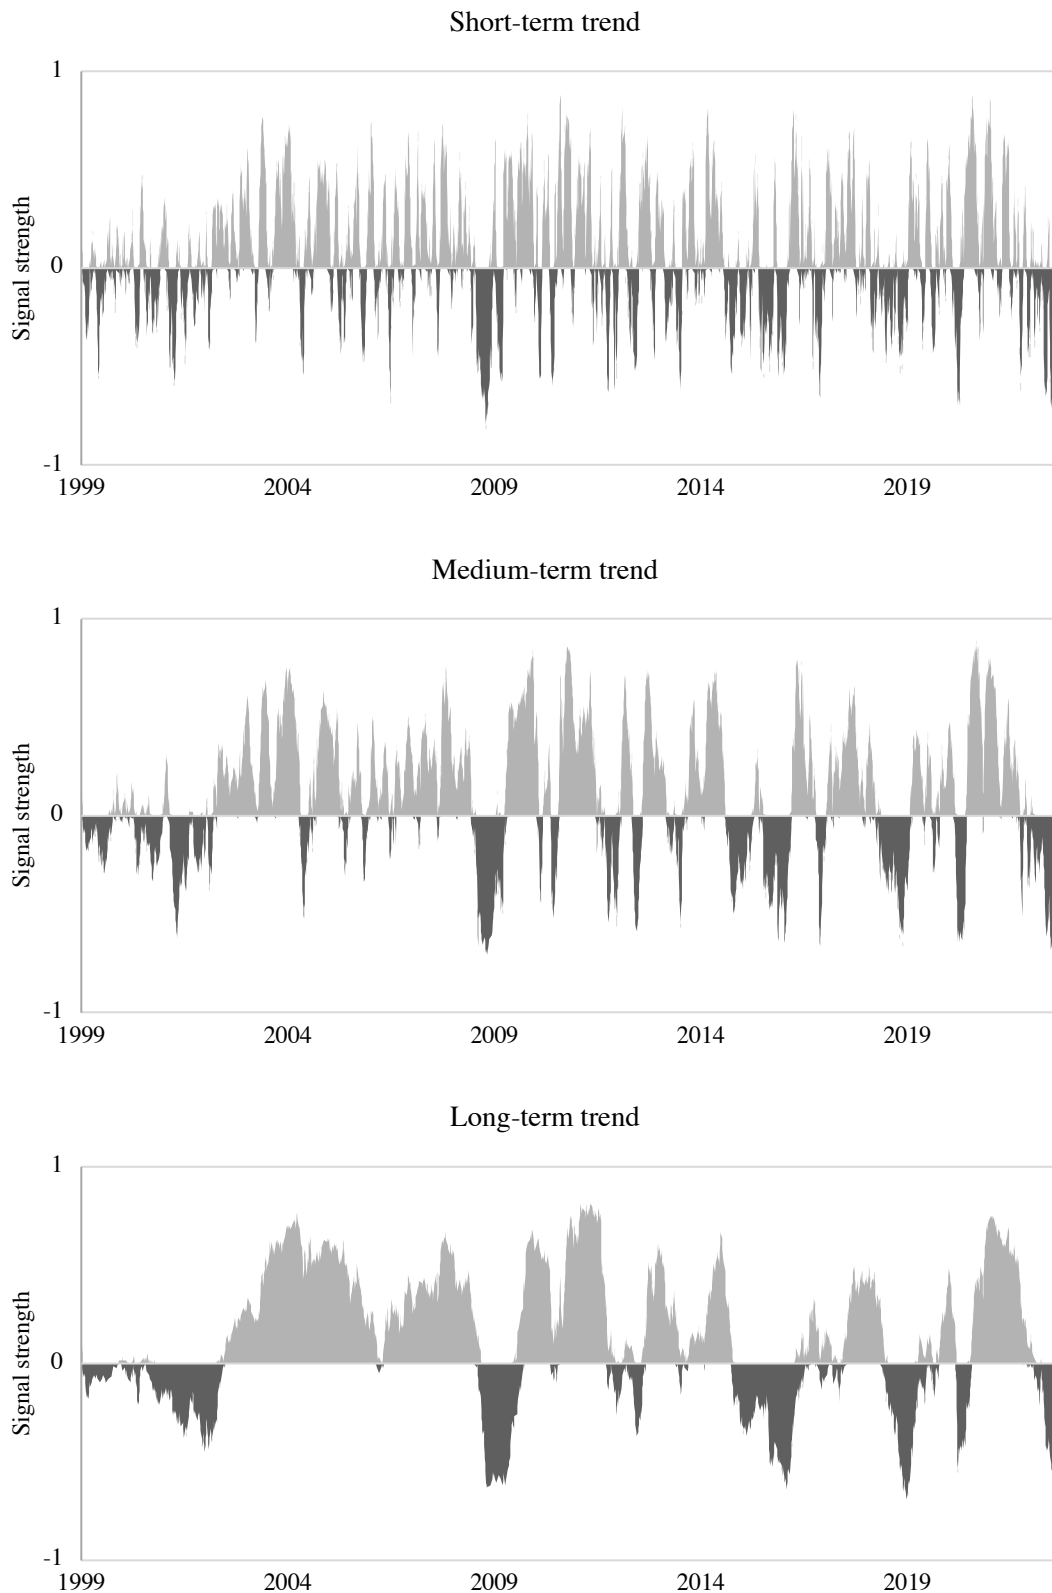 Short-term trend
1
Signal strength
0
-1
1999 2004 2009 2014 2019
Medium-term trend
1
Signal strength
0
-1
1999 2004 2009 2014 2019
Long-term trend
1
Signal strength
0
-1
1999 2004 2009 2014 2019